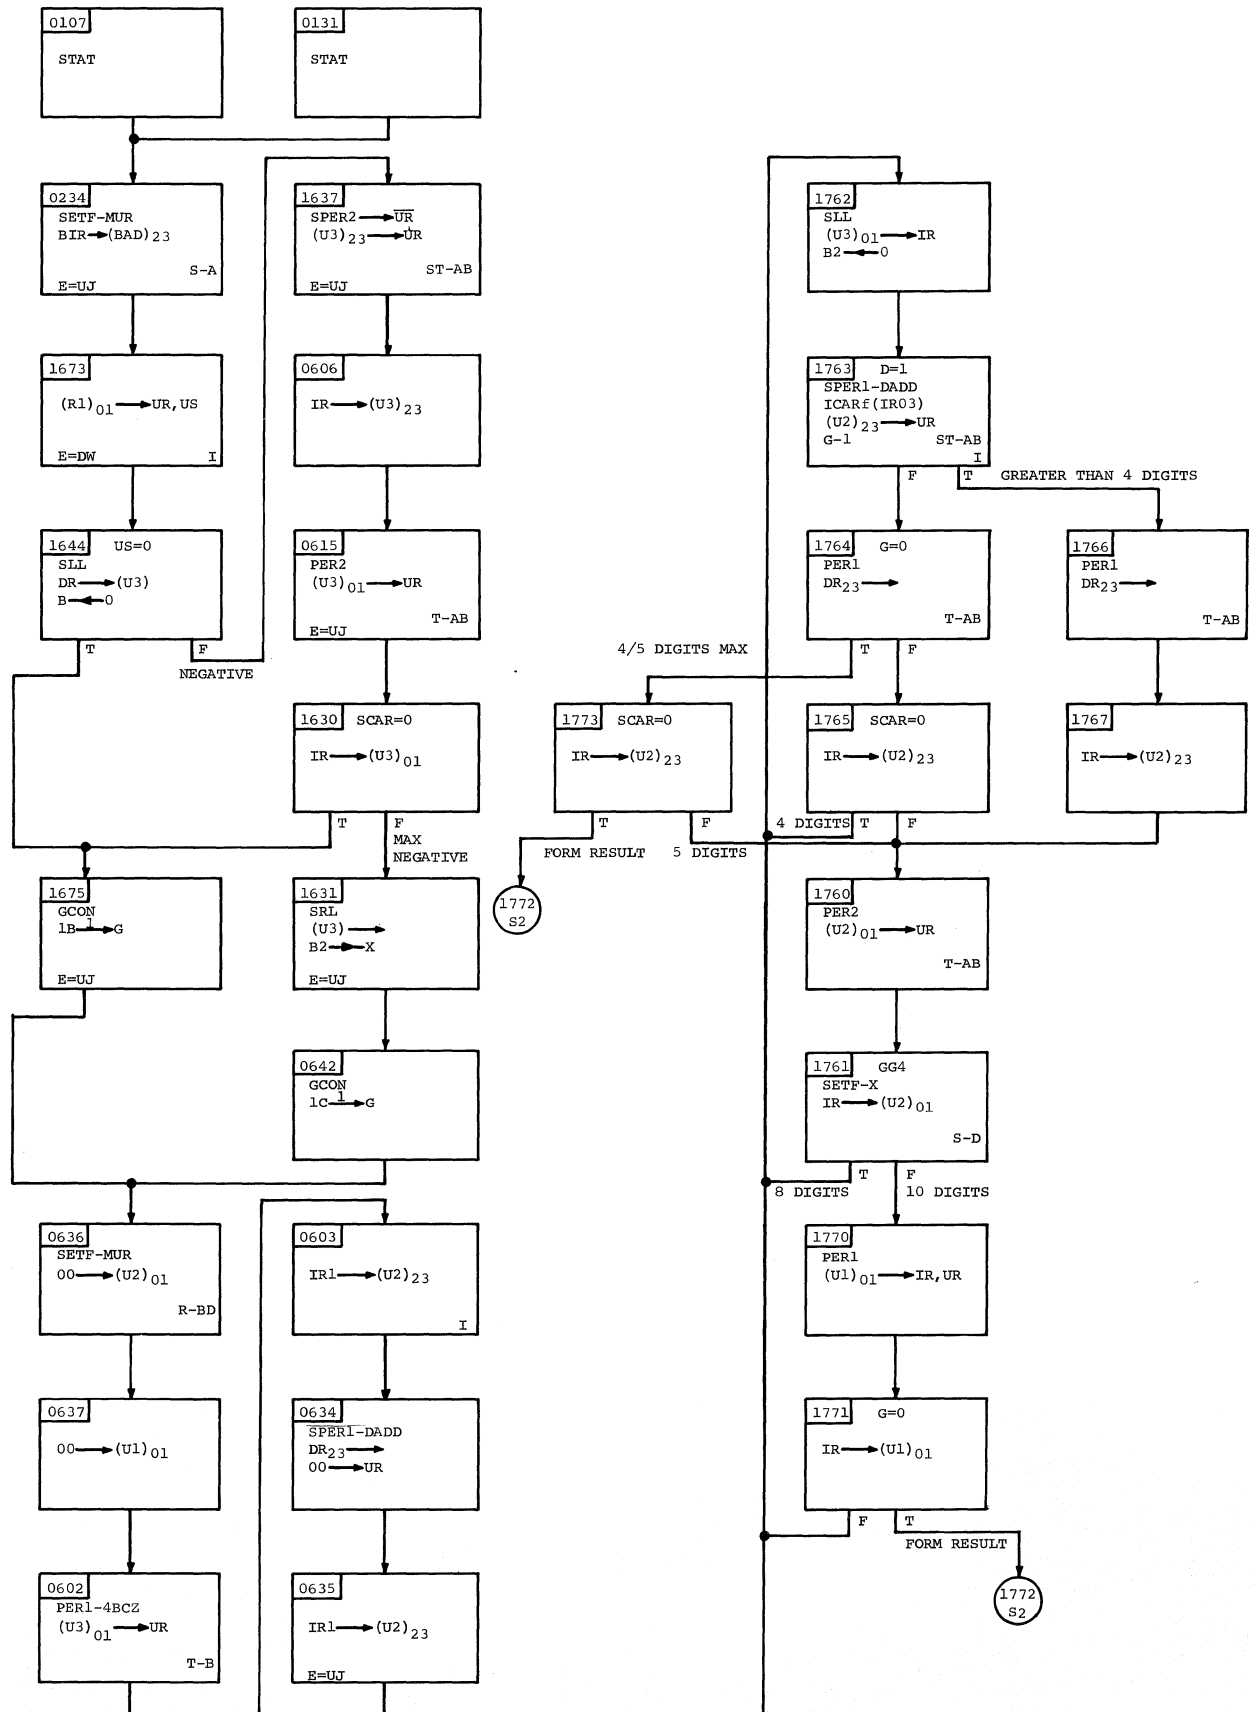 0107
STAT
0131
STAT
0234
SETF-MUR
BIR→(BAD)23
S-A
E=UJ
1673
(R1)01→UR,US
E=DW
I
1644
US=0
SLL
DR→(U3)
B←0
T
F
NEGATIVE
1637
SPER2→U̅R̅
(U3)23→UR
ST-AB
E=UJ
0606
IR→(U3)23
0615
PER2
(U3)01→UR
T-AB
E=UJ
1630
SCAR=0
IR→(U3)01
T
F
MAX
NEGATIVE
1675
GCON
1B
1
→G
E=UJ
1631
SRL
(U3)→
B2→X
E=UJ
0642
GCON
1C
1
→G
0636
SETF-MUR
00→(U2)01
R-BD
0637
00→(U1)01
0602
PER1-4BCZ
(U3)01→UR
T-B
0603
IR1→(U2)23
I
0634
S̅P̅E̅R̅1̅-DADD
DR23→
00→UR
0635
IR1→(U2)23
E=UJ
1762
SLL
(U3)01→IR
B2←0
1763
D=1
SPER1-DADD
ICARf(IR03)
(U2)23→UR
G-1
ST-AB
I
F
T
GREATER THAN 4 DIGITS
1764
G=0
PER1
DR23→
T-AB
T
F
4/5 DIGITS MAX
1766
PER1
DR23→
T-AB
1773
SCAR=0
IR→(U2)23
T
F
FORM RESULT
5 DIGITS
1772
S2
1765
SCAR=0
IR→(U2)23
4 DIGITS
T
F
1767
IR→(U2)23
1760
PER2
(U2)01→UR
T-AB
1761
GG4
SETF-X
IR→(U2)01
S-D
T
F
8 DIGITS
10 DIGITS
1770
PER1
(U1)01→IR,UR
1771
G=0
IR→(U1)01
F
T
FORM RESULT
1772
S2